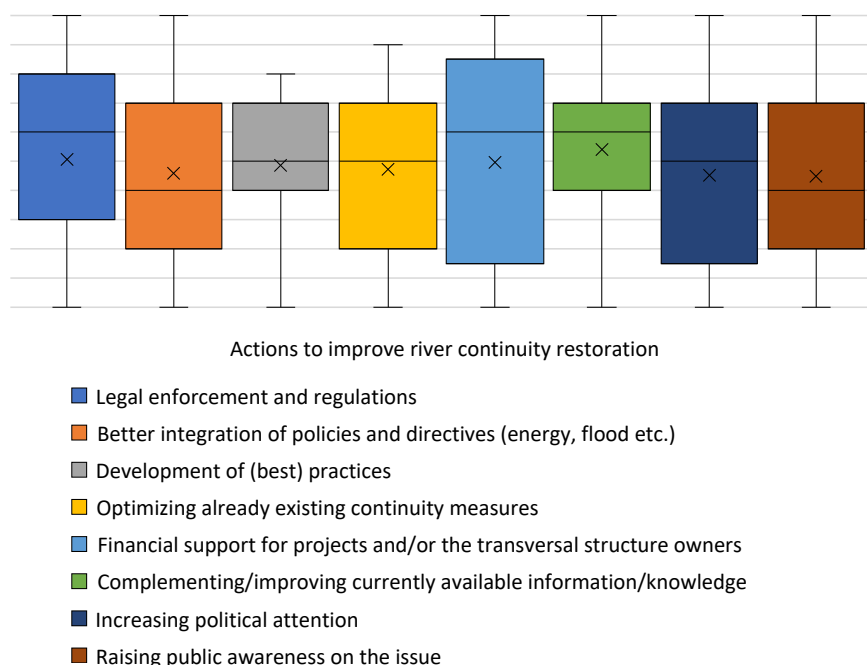 Actions to improve river continuity restoration
Legal enforcement and regulations
Better integration of policies and directives (energy, flood etc.)
Development of (best) practices
Optimizing already existing continuity measures
Financial support for projects and/or the transversal structure owners
Complementing/improving currently available information/knowledge
Increasing political attention
Raising public awareness on the issue